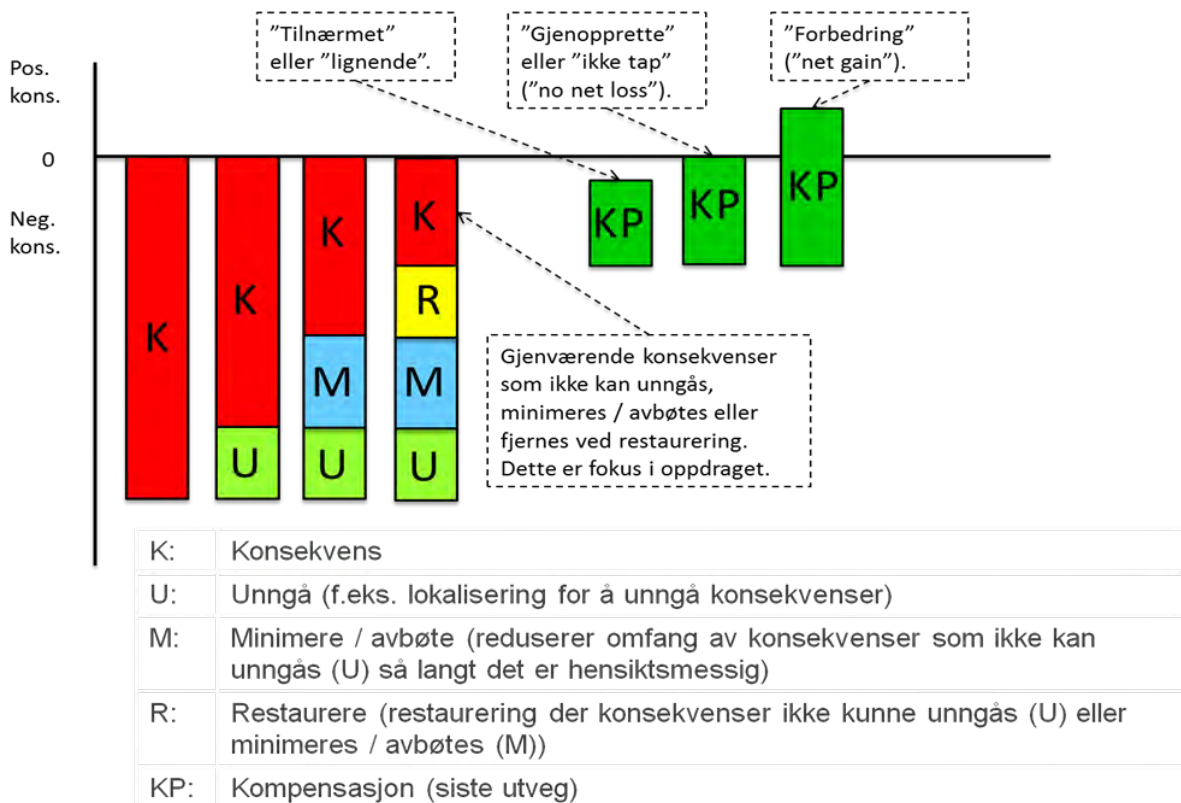 "Tilnærmet"
eller "lignende".
"Gjenopprette"
eller "ikke tap"
("no net loss").
"Forbedring"
("net gain").
Pos.
kons.
0
Neg.
kons.
K
K
U
K
M
U
K
R
M
U
KP
KP
KP
Gjenværende konsekvenser
som ikke kan unngås,
minimeres / avbøtes eller
fjernes ved restaurering.
Dette er fokus i oppdraget.
K: Konsekvens
U: Unngå (f.eks. lokalisering for å unngå konsekvenser)
M: Minimere / avbøte (reduserer omfang av konsekvenser som ikke kan
unngås (U) så langt det er hensiktsmessig)
R: Restaurere (restaurering der konsekvenser ikke kunne unngås (U) eller
minimeres / avbøtes (M))
KP: Kompensasjon (siste utveg)